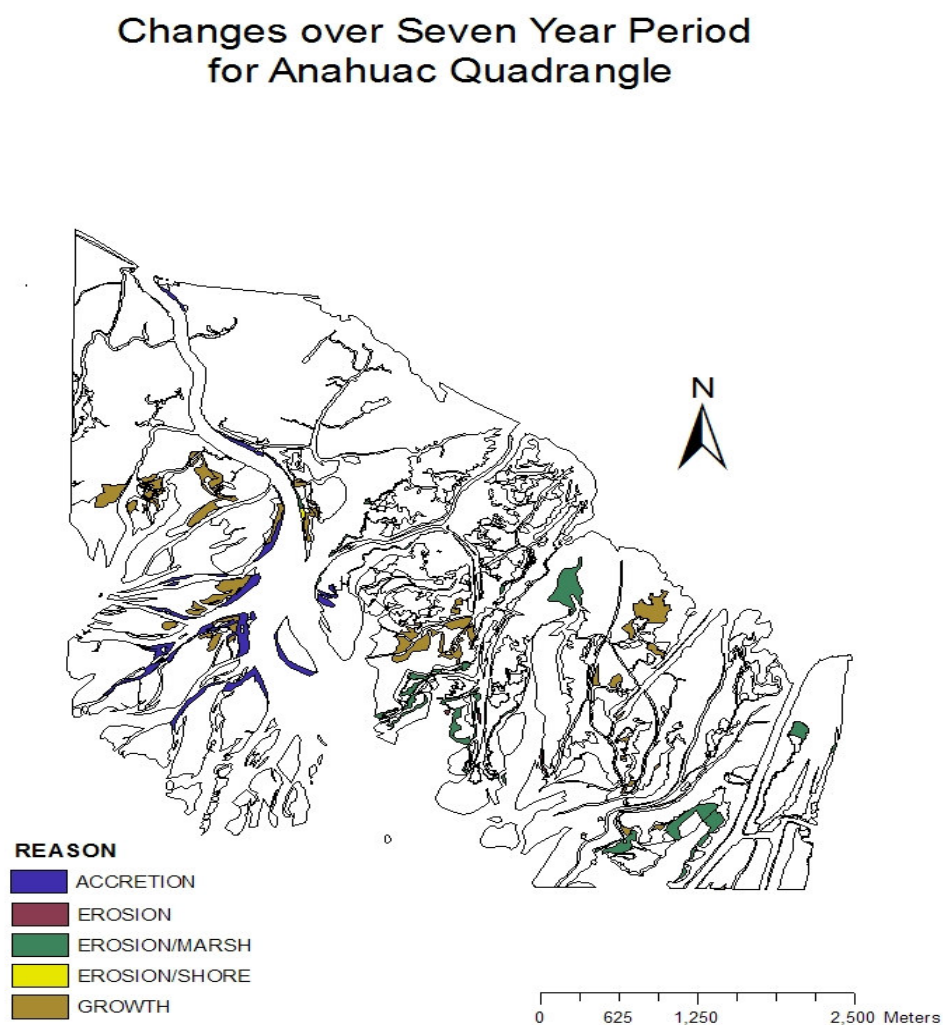 Changes over Seven Year Period
for Anahuac Quadrangle
N
REASON
ACCRETION
EROSION
EROSION/MARSH
EROSION/SHORE
GROWTH
0 625 1,250 2,500 Meters